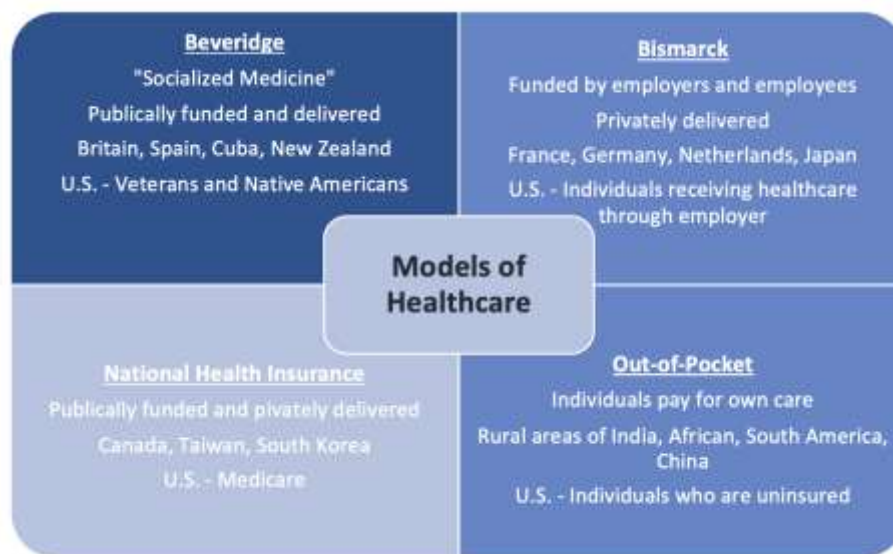 Beveridge
"Socialized Medicine"
Publically funded and delivered
Britain, Spain, Cuba, New Zealand
U.S. - Veterans and Native Americans
Bismarck
Funded by employers and employees
Privately delivered
France, Germany, Netherlands, Japan
U.S. - Individuals receiving healthcare
through employer
Models of
Healthcare
National Health Insurance
Publically funded and pivately delivered
Canada, Taiwan, South Korea
U.S. - Medicare
Out-of-Pocket
Individuals pay for own care
Rural areas of India, African, South America,
China
U.S. - Individuals who are uninsured